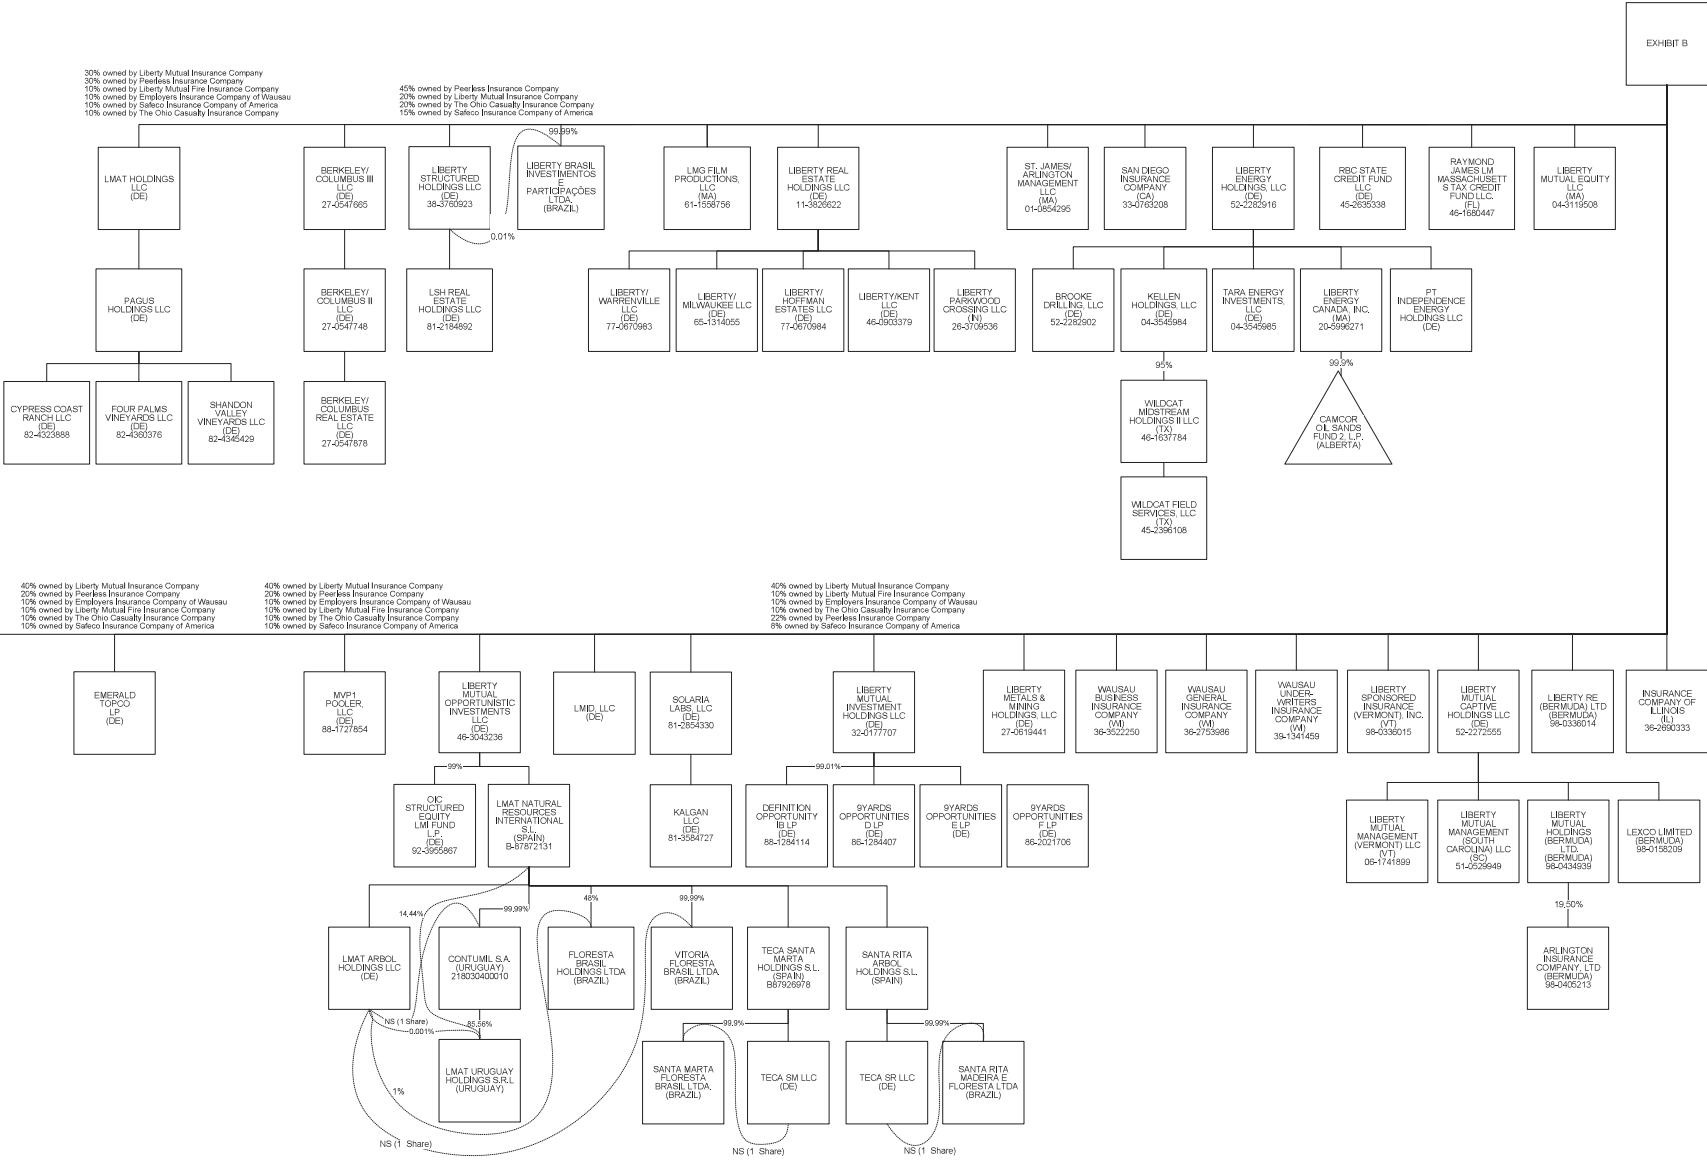 EXHIBIT B
30% owned by Liberty Mutual Insurance Company
30% owned by Peerless Insurance Company
10% owned by Liberty Mutual Fire Insurance Company
10% owned by Employers Insurance Company of Wausau
10% owned by Safeco Insurance Company of America
10% owned by The Ohio Casualty Insurance Company
45% owned by Peerless Insurance Company
20% owned by Liberty Mutual Insurance Company
20% owned by The Ohio Casualty Insurance Company
15% owned by Safeco Insurance Company of America
LMAT HOLDINGS
LLC
(DE)
BERKELEY/
COLUMBUS III
LLC
(DE)
27-0547665
LIBERTY
STRUCTURED
HOLDINGS LLC
(DE)
38-3760923
99.99%
0.01%
LIBERTY BRASIL
INVESTIMENTOS
E
PARTICIPAÇÕES
LTDA.
(BRAZIL)
LMG FILM
PRODUCTIONS,
LLC
(MA)
61-1558756
LIBERTY REAL
ESTATE
HOLDINGS LLC
(DE)
11-3826622
ST. JAMES/
ARLINGTON
MANAGEMENT
LLC
(MA)
01-0854295
SAN DIEGO
INSURANCE
COMPANY
(CA)
33-0763208
LIBERTY
ENERGY
HOLDINGS, LLC
(DE)
52-2282916
RBC STATE
CREDIT FUND
LLC
(DE)
45-2635338
RAYMOND
JAMES LM
MASSACHUSETT
S TAX CREDIT
FUND LLC.
(FL)
46-1680447
LIBERTY
MUTUAL EQUITY
LLC
(MA)
04-3119508
PAGUS
HOLDINGS LLC
(DE)
BERKELEY/
COLUMBUS II
LLC
(DE)
27-0547748
LSH REAL
ESTATE
HOLDINGS LLC
(DE)
81-2184892
LIBERTY/
WARRENVILLE
LLC
(DE)
77-0670983
LIBERTY/
MILWAUKEE LLC
(DE)
65-1314055
LIBERTY/
HOFFMAN
ESTATES LLC
(DE)
77-0670984
LIBERTY/KENT
LLC
(DE)
46-0903379
LIBERTY
PARKWOOD
CROSSING LLC
(IN)
26-3709536
BROOKE
DRILLING, LLC
(DE)
52-2282902
KELLEN
HOLDINGS, LLC
(DE)
04-3545984
TARA ENERGY
INVESTMENTS,
LLC
(DE)
04-3545985
LIBERTY
ENERGY
CANADA, INC.
(MA)
20-5996271
PT
INDEPENDENCE
ENERGY
HOLDINGS LLC
(DE)
CYPRESS COAST
RANCH LLC
(DE)
82-4323888
FOUR PALMS
VINEYARDS LLC
(DE)
82-4360376
SHANDON
VALLEY
VINEYARDS LLC
(DE)
82-4345429
BERKELEY/
COLUMBUS
REAL ESTATE
LLC
(DE)
27-0547878
95%
WILDCAT
MIDSTREAM
HOLDINGS II LLC
(TX)
46-1637784
99.9%
CAMCOR
OIL SANDS
FUND 2, L.P.
(ALBERTA)
WILDCAT FIELD
SERVICES, LLC
(TX)
45-2396108
40% owned by Liberty Mutual Insurance Company
20% owned by Peerless Insurance Company
10% owned by Employers Insurance Company of Wausau
10% owned by Liberty Mutual Fire Insurance Company
10% owned by The Ohio Casualty Insurance Company
10% owned by Safeco Insurance Company of America
40% owned by Liberty Mutual Insurance Company
20% owned by Peerless Insurance Company
10% owned by Employers Insurance Company of Wausau
10% owned by Liberty Mutual Fire Insurance Company
10% owned by The Ohio Casualty Insurance Company
10% owned by Safeco Insurance Company of America
40% owned by Liberty Mutual Insurance Company
10% owned by Liberty Mutual Fire Insurance Company
10% owned by Employers Insurance Company of Wausau
10% owned by The Ohio Casualty Insurance Company
22% owned by Peerless Insurance Company
8% owned by Safeco Insurance Company of America
EMERALD
TOPCO
LP
(DE)
MVP1
POOLER,
LLC
(DE)
88-1727854
LIBERTY
MUTUAL
OPPORTUNISTIC
INVESTMENTS
LLC
(DE)
46-3043236
LMID, LLC
(DE)
SOLARIA
LABS, LLC
(DE)
81-2854330
LIBERTY
MUTUAL
INVESTMENT
HOLDINGS LLC
(DE)
32-0177707
LIBERTY
METALS &
MINING
HOLDINGS, LLC
(DE)
27-0619441
WAUSAU
BUSINESS
INSURANCE
COMPANY
(WI)
36-3522250
WAUSAU
GENERAL
INSURANCE
COMPANY
(WI)
36-2753986
WAUSAU
UNDER-
WRITERS
INSURANCE
COMPANY
(WI)
39-1341459
LIBERTY
SPONSORED
INSURANCE
(VERMONT), INC.
(VT)
98-0336015
LIBERTY
MUTUAL
CAPTIVE
HOLDINGS LLC
(DE)
52-2272555
LIBERTY RE
(BERMUDA) LTD
(BERMUDA)
98-0336014
INSURANCE
COMPANY OF
ILLINOIS
(IL)
36-2690333
99%
OIC
STRUCTURED
EQUITY
LMI FUND
L.P.
(DE)
92-3955867
LMAT NATURAL
RESOURCES
INTERNATIONAL
S.L.
(SPAIN)
B-87872131
KALGAN
LLC
(DE)
81-3584727
99.01%
DEFINITION
OPPORTUNITY
IB LP
(DE)
88-1284114
9YARDS
OPPORTUNITIES
D LP
(DE)
86-1284407
9YARDS
OPPORTUNITIES
E LP
(DE)
9YARDS
OPPORTUNITIES
F LP
(DE)
86-2021706
LIBERTY
MUTUAL
MANAGEMENT
(VERMONT) LLC
(VT)
06-1741899
LIBERTY
MUTUAL
MANAGEMENT
(SOUTH
CAROLINA) LLC
(SC)
51-0529949
LIBERTY
MUTUAL
HOLDINGS
(BERMUDA)
LTD.
(BERMUDA)
98-0434939
LEXCO LIMITED
(BERMUDA)
98-0158209
14.44%
99.99%
48%
99.99%
19.50%
LMAT ARBOL
HOLDINGS LLC
(DE)
CONTUMIL S.A.
(URUGUAY)
218030400010
FLORESTA
BRASIL
HOLDINGS LTDA
(BRAZIL)
VITORIA
FLORESTA
BRASIL LTDA.
(BRAZIL)
TECA SANTA
MARTA
HOLDINGS S.L.
(SPAIN)
B87926978
SANTA RITA
ARBOL
HOLDINGS S.L.
(SPAIN)
ARLINGTON
INSURANCE
COMPANY, LTD
(BERMUDA)
98-0405213
NS (1 Share)
0.001%
85.56%
99.9%
99.99%
LMAT URUGUAY
HOLDINGS S.R.L
(URUGUAY)
SANTA MARTA
FLORESTA
BRASIL LTDA.
(BRAZIL)
TECA SM LLC
(DE)
TECA SR LLC
(DE)
SANTA RITA
MADEIRA E
FLORESTA LTDA
(BRAZIL)
1%
NS (1 Share)
NS (1 Share)
NS (1 Share)